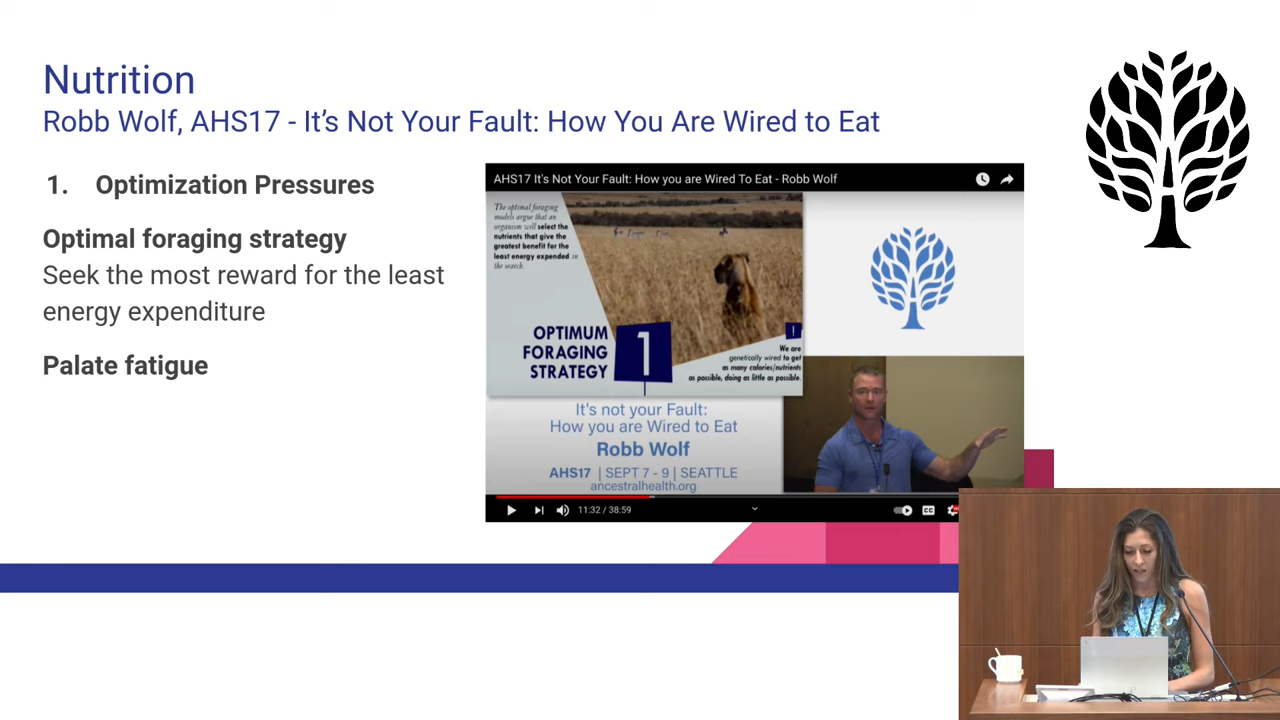 Nutrition
Robb Wolf, AHS17 - It's Not Your Fault: How You Are Wired to Eat
1. Optimization Pressures
Optimal foraging strategy
Seek the most reward for the least
energy expenditure
Palate fatigue
AHS17 It's Not Your Fault: How you are Wired To Eat - Robb Wolf
The optimal foraging
models argue that an
organism will select the
nutrients that give the
greatest benefit for the
least energy expended in
the search.
OPTIMUM
FORAGING
STRATEGY
1
!
We are
genetically wired to get
as many calories/nutrients
as possible, doing as little as possible.
It's not your Fault:
How you are Wired to Eat
Robb Wolf
AHS17 | SEPT 7 - 9 | SEATTLE
ancestralhealth.org
11:32 / 38:59
CC